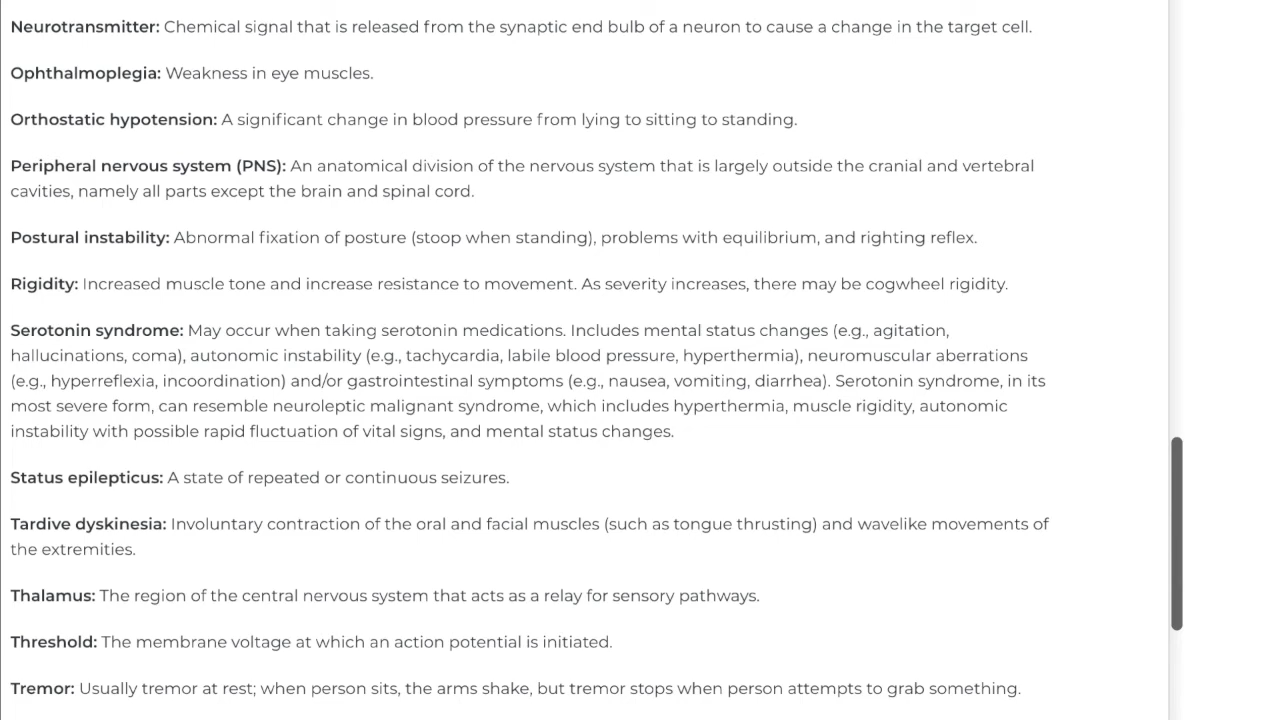 Neurotransmitter: Chemical signal that is released from the synaptic end bulb of a neuron to cause a change in the target cell.
Ophthalmoplegia: Weakness in eye muscles.
Orthostatic hypotension: A significant change in blood pressure from lying to sitting to standing.
Peripheral nervous system (PNS): An anatomical division of the nervous system that is largely outside the cranial and vertebral
cavities, namely all parts except the brain and spinal cord.
Postural instability: Abnormal fixation of posture (stoop when standing), problems with equilibrium, and righting reflex.
Rigidity: Increased muscle tone and increase resistance to movement. As severity increases, there may be cogwheel rigidity.
Serotonin syndrome: May occur when taking serotonin medications. Includes mental status changes (e.g., agitation,
hallucinations, coma), autonomic instability (e.g., tachycardia, labile blood pressure, hyperthermia), neuromuscular aberrations
(e.g., hyperreflexia, incoordination) and/or gastrointestinal symptoms (e.g., nausea, vomiting, diarrhea). Serotonin syndrome, in its
most severe form, can resemble neuroleptic malignant syndrome, which includes hyperthermia, muscle rigidity, autonomic
instability with possible rapid fluctuation of vital signs, and mental status changes.
Status epilepticus: A state of repeated or continuous seizures.
Tardive dyskinesia: Involuntary contraction of the oral and facial muscles (such as tongue thrusting) and wavelike movements of
the extremities.
Thalamus: The region of the central nervous system that acts as a relay for sensory pathways.
Threshold: The membrane voltage at which an action potential is initiated.
Tremor: Usually tremor at rest; when person sits, the arms shake, but tremor stops when person attempts to grab something.